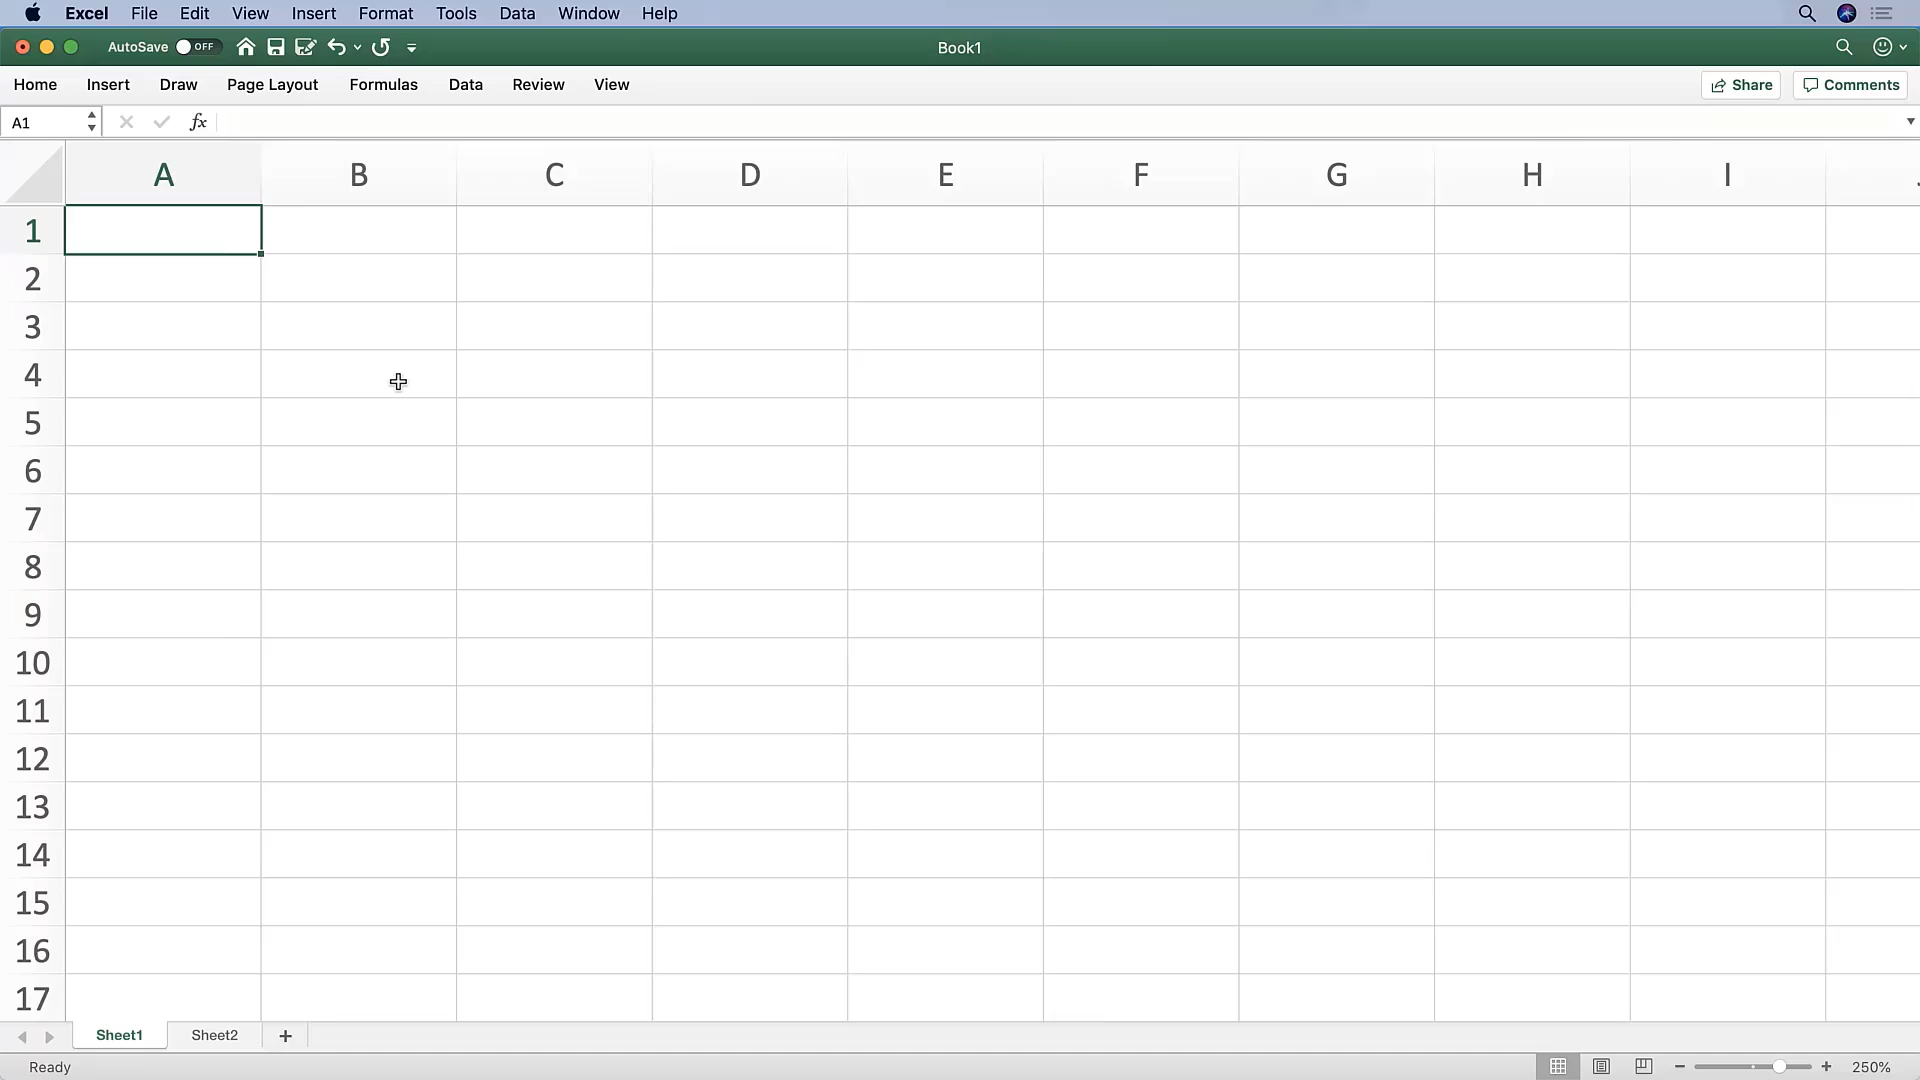 Excel File Edit View Insert Format Tools Data Window Help
AutoSave OFF Book1
Home Insert Draw Page Layout Formulas Data Review View Share Comments
A1 fx
A B C D E F G H I
1
2
3
4
5
6
7
8
9
10
11
12
13
14
15
16
17
Sheet1 Sheet2 +
Ready 250%